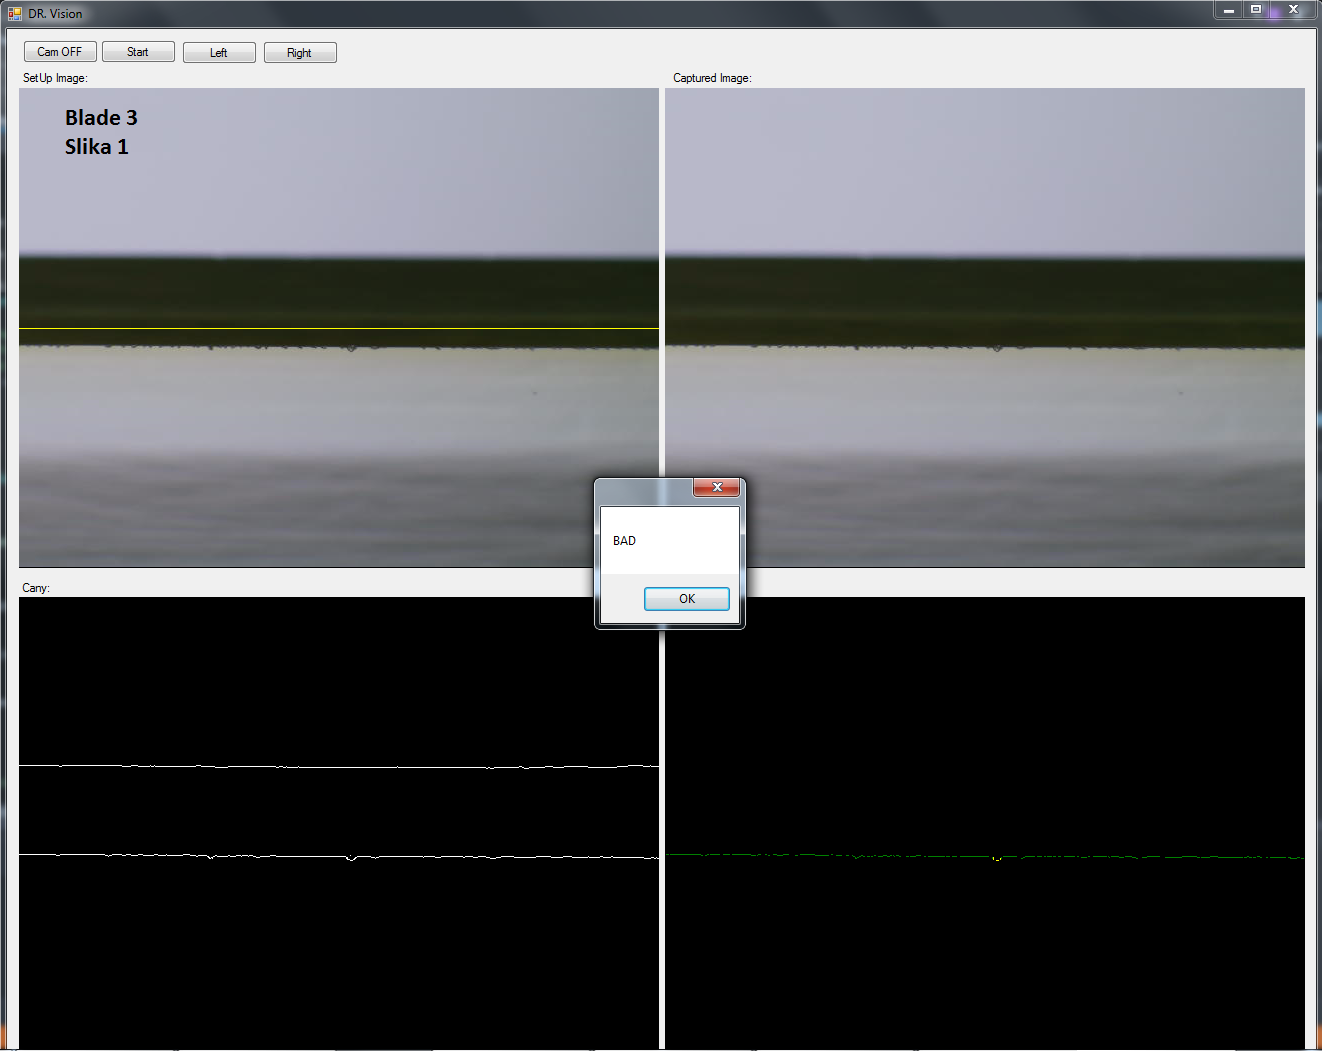 DR. Vision
Cam OFF
Start
Left
Right
SetUp Image:
Captured Image:
Blade 3
Slika 1
BAD
OK
Cany: